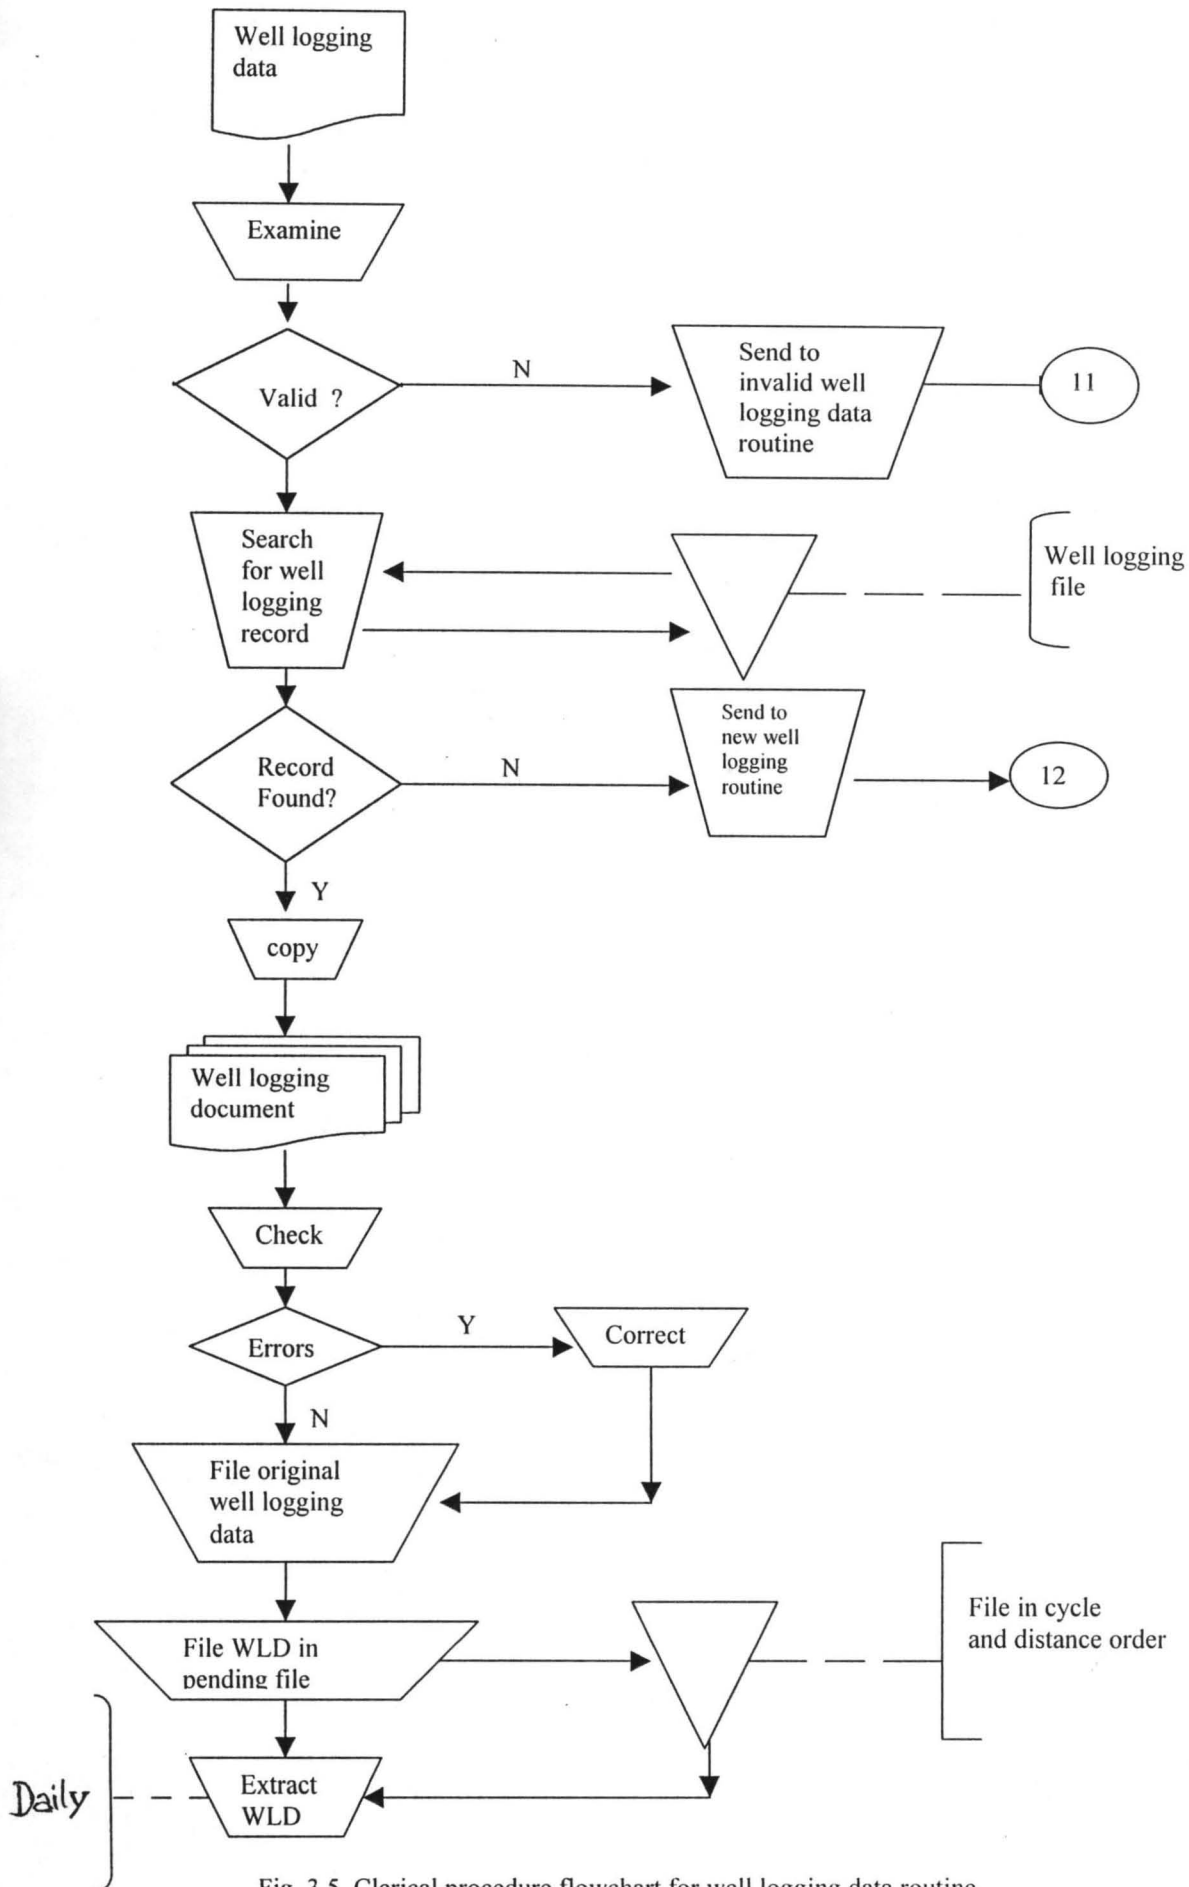 Well logging
data
Examine
Valid ?
N
Send to
invalid well
logging data
routine
11
Search
for well
logging
record
Well logging
file
Record
Found?
N
Send to
new well
logging
routine
12
Y
copy
Well logging
document
Check
Errors
Y
Correct
N
File original
well logging
data
File WLD in
pending file
File in cycle
and distance order
Daily
Extract
WLD
Fig. 3.5 Clerical procedure flowchart for well logging data routine